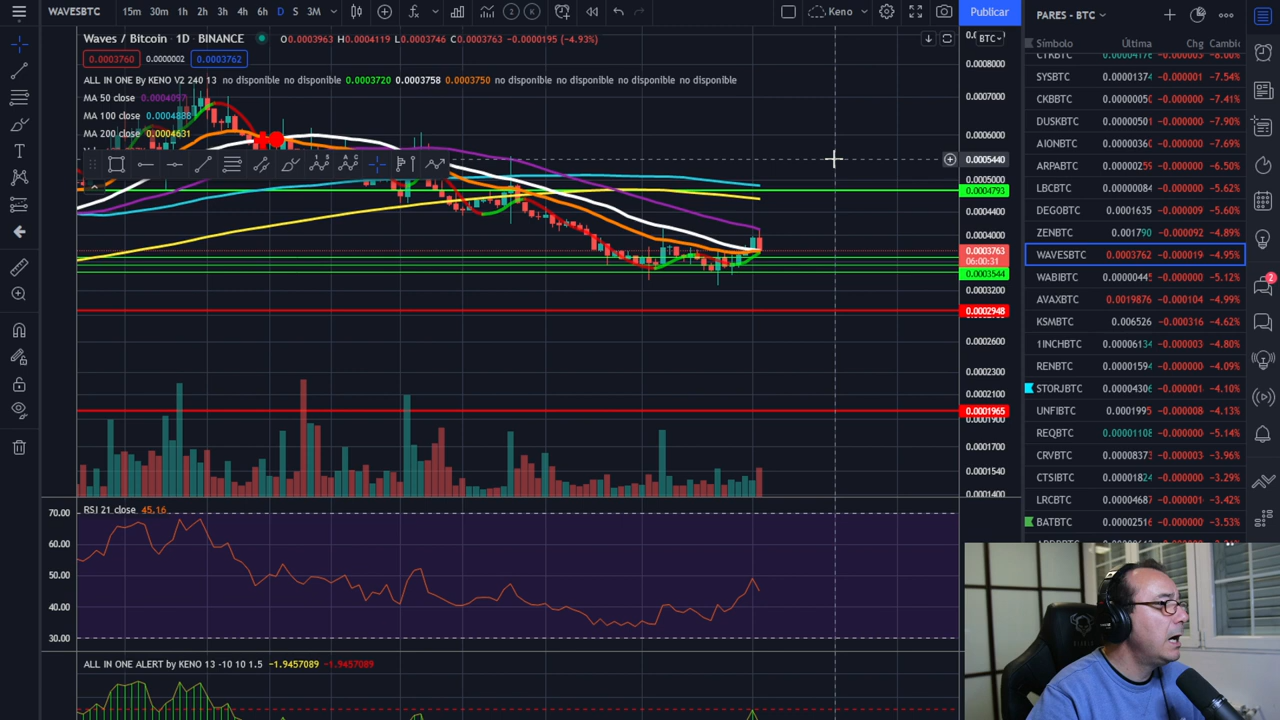 WAVESBTC 15m 30m 1h 2h 3h 4h 6h D S 3M Keno Publicar
Waves / Bitcoin · 1D · BINANCE O0.0003963 H0.0004119 L0.0003746 C0.0003763 −0.0000195 (−4.93%)
0.0003760 0.0000002 0.0003762
ALL IN ONE By KENO V2 240 13 no disponible no disponible 0.0003720 0.0003758 0.0003750 no disponible no disponible no disponible no disponible
MA 50 close 0.0004097
MA 100 close
MA 200 close 0.0004631
BTC
0.0008000
0.0007000
0.0006000
0.0005440
0.0005000
0.0004793
0.0004400
0.0004000
0.0003763
06:00:31
0.0003544
0.0003200
0.0002948
0.0002600
0.0002300
0.0002100
0.0001965
0.0001900
0.0001700
0.0001540
0.0001400
RSI 21 close 45.16
70.00
60.00
50.00
40.00
30.00
ALL IN ONE ALERT by KENO 13 −10 10 1.5 −1.9457089 −1.9457089
PARES - BTC
Símbolo Última Chg Cambio
CTKBTC 0.0004176 −0.000003 −8.00%
SYSBTC 0.00001374 −0.000001 −7.54%
CKBBTC 0.0000050 −0.000000 −7.41%
DUSKBTC 0.0000501 −0.000000 −7.90%
AIONBTC 0.0000360 −0.000000 −7.69%
ARPABTC 0.0000259 −0.000000 −6.50%
LBCBTC 0.0000084 −0.000000 −5.62%
DEGOBTC 0.0001635 −0.000009 −5.60%
ZENBTC 0.001790 −0.000092 −4.89%
WAVESBTC 0.0003762 −0.000019 −4.95%
WABIBTC 0.00000445 −0.000000 −5.12%
AVAXBTC 0.0019876 −0.000104 −4.99%
KSMBTC 0.006526 −0.000316 −4.62%
1INCHBTC 0.00006134 −0.000003 −4.80%
RENBTC 0.00001594 −0.000000 −4.09%
STORJBTC 0.00004306 −0.000001 −4.10%
UNFIBTC 0.0001995 −0.000008 −4.13%
REQBTC 0.00001108 −0.000000 −5.14%
CRVBTC 0.00008373 −0.000003 −3.96%
CTSIBTC 0.00001824 −0.000000 −3.29%
LRCBTC 0.00004687 −0.000001 −3.42%
BATBTC 0.00002516 −0.000000 −3.53%
2